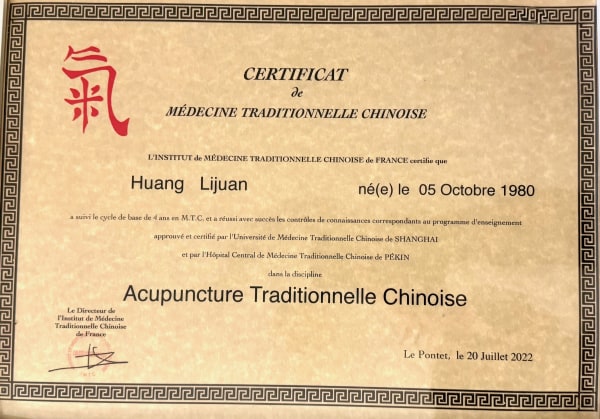 氣
CERTIFICAT
de
MÉDECINE TRADITIONNELLE CHINOISE
L'INSTITUT de MÉDECINE TRADITIONNELLE CHINOISE de FRANCE certifie que
Huang Lijuan né(e) le 05 Octobre 1980
a suivi le cycle de base de 4 ans en M.T.C. et a réussi avec succès les contrôles de connaissances correspondants au programme d'enseignement
approuvé et certifié par l'Université de Médecine Traditionnelle Chinoise de SHANGHAI
et par l'Hôpital Central de Médecine Traditionnelle Chinoise de PÉKIN
dans la discipline
Acupuncture Traditionnelle Chinoise
Le Directeur de
l'Institut de Médecine
Traditionnelle Chinoise
de France
Le Pontet, le 20 Juillet 2022